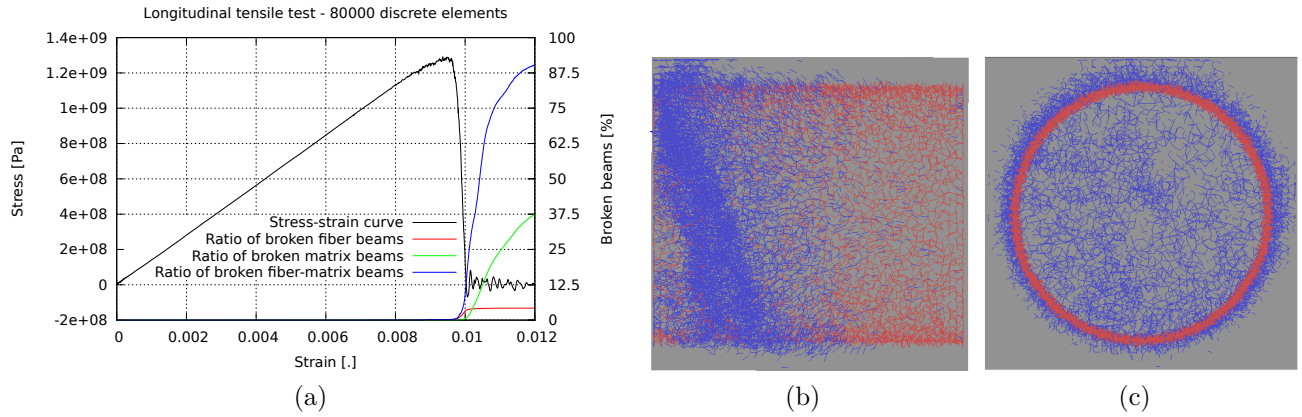 Longitudinal tensile test - 80000 discrete elements
Stress [Pa]
1.4e+09
1.2e+09
1e+09
8e+08
6e+08
4e+08
2e+08
0
-2e+08
100
87.5
75
62.5
50
37.5
25
12.5
0
Broken beams [%]
Stress-strain curve
Ratio of broken fiber beams
Ratio of broken matrix beams
Ratio of broken fiber-matrix beams
0 0.002 0.004 0.006 0.008 0.01 0.012
Strain [.]
(a) (b) (c)